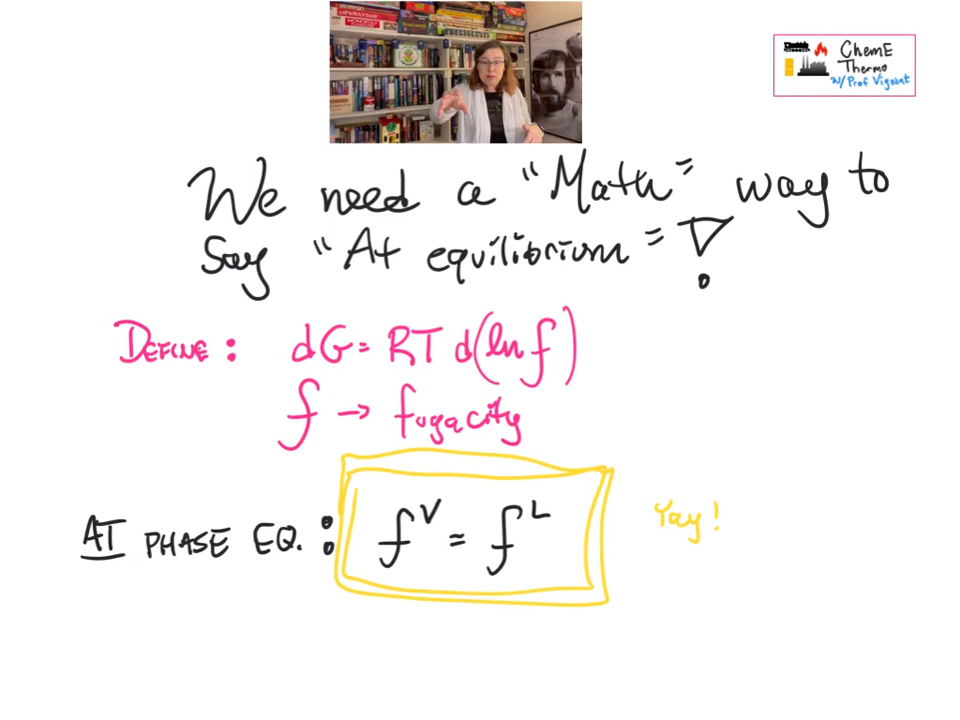 ChemE
Thermo
w/ Prof Vigeant
We need a "Math" way to
Say "At equilibrium"!
DEFINE: dG = RT d(ln f)
f → fugacity
AT PHASE EQ.: f^V = f^L
Yay!